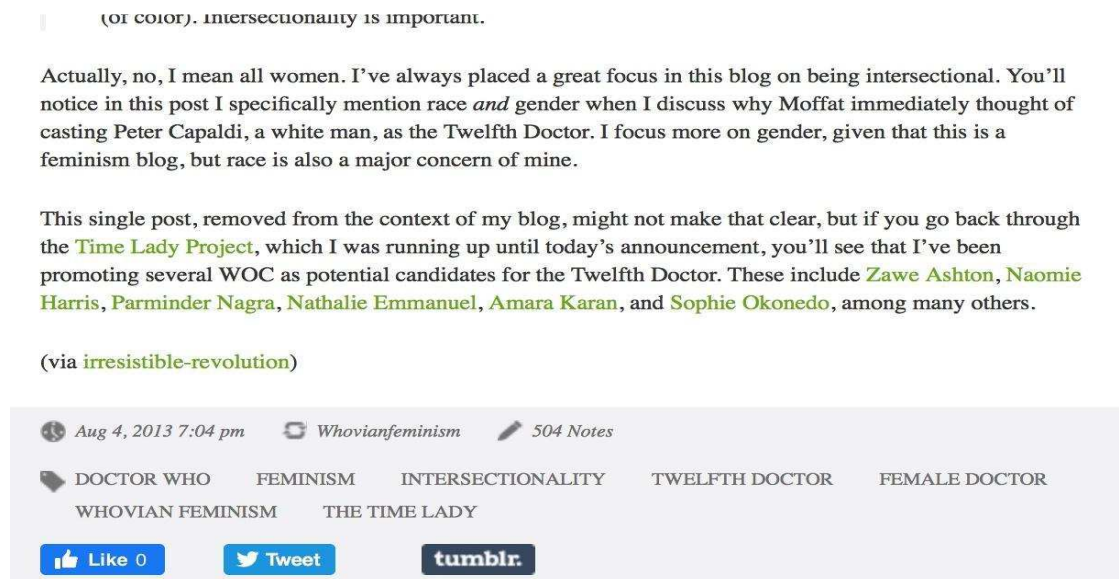 (of color). Intersectionality is important.
Actually, no, I mean all women. I’ve always placed a great focus in this blog on being intersectional. You’ll
notice in this post I specifically mention race and gender when I discuss why Moffat immediately thought of
casting Peter Capaldi, a white man, as the Twelfth Doctor. I focus more on gender, given that this is a
feminism blog, but race is also a major concern of mine.
This single post, removed from the context of my blog, might not make that clear, but if you go back through
the Time Lady Project, which I was running up until today’s announcement, you’ll see that I’ve been
promoting several WOC as potential candidates for the Twelfth Doctor. These include Zawe Ashton, Naomie
Harris, Parminder Nagra, Nathalie Emmanuel, Amara Karan, and Sophie Okonedo, among many others.
(via irresistible-revolution)
Aug 4, 2013 7:04 pm Whovianfeminism 504 Notes
DOCTOR WHO FEMINISM INTERSECTIONALITY TWELFTH DOCTOR FEMALE DOCTOR
WHOVIAN FEMINISM THE TIME LADY
Like 0 Tweet tumblr.